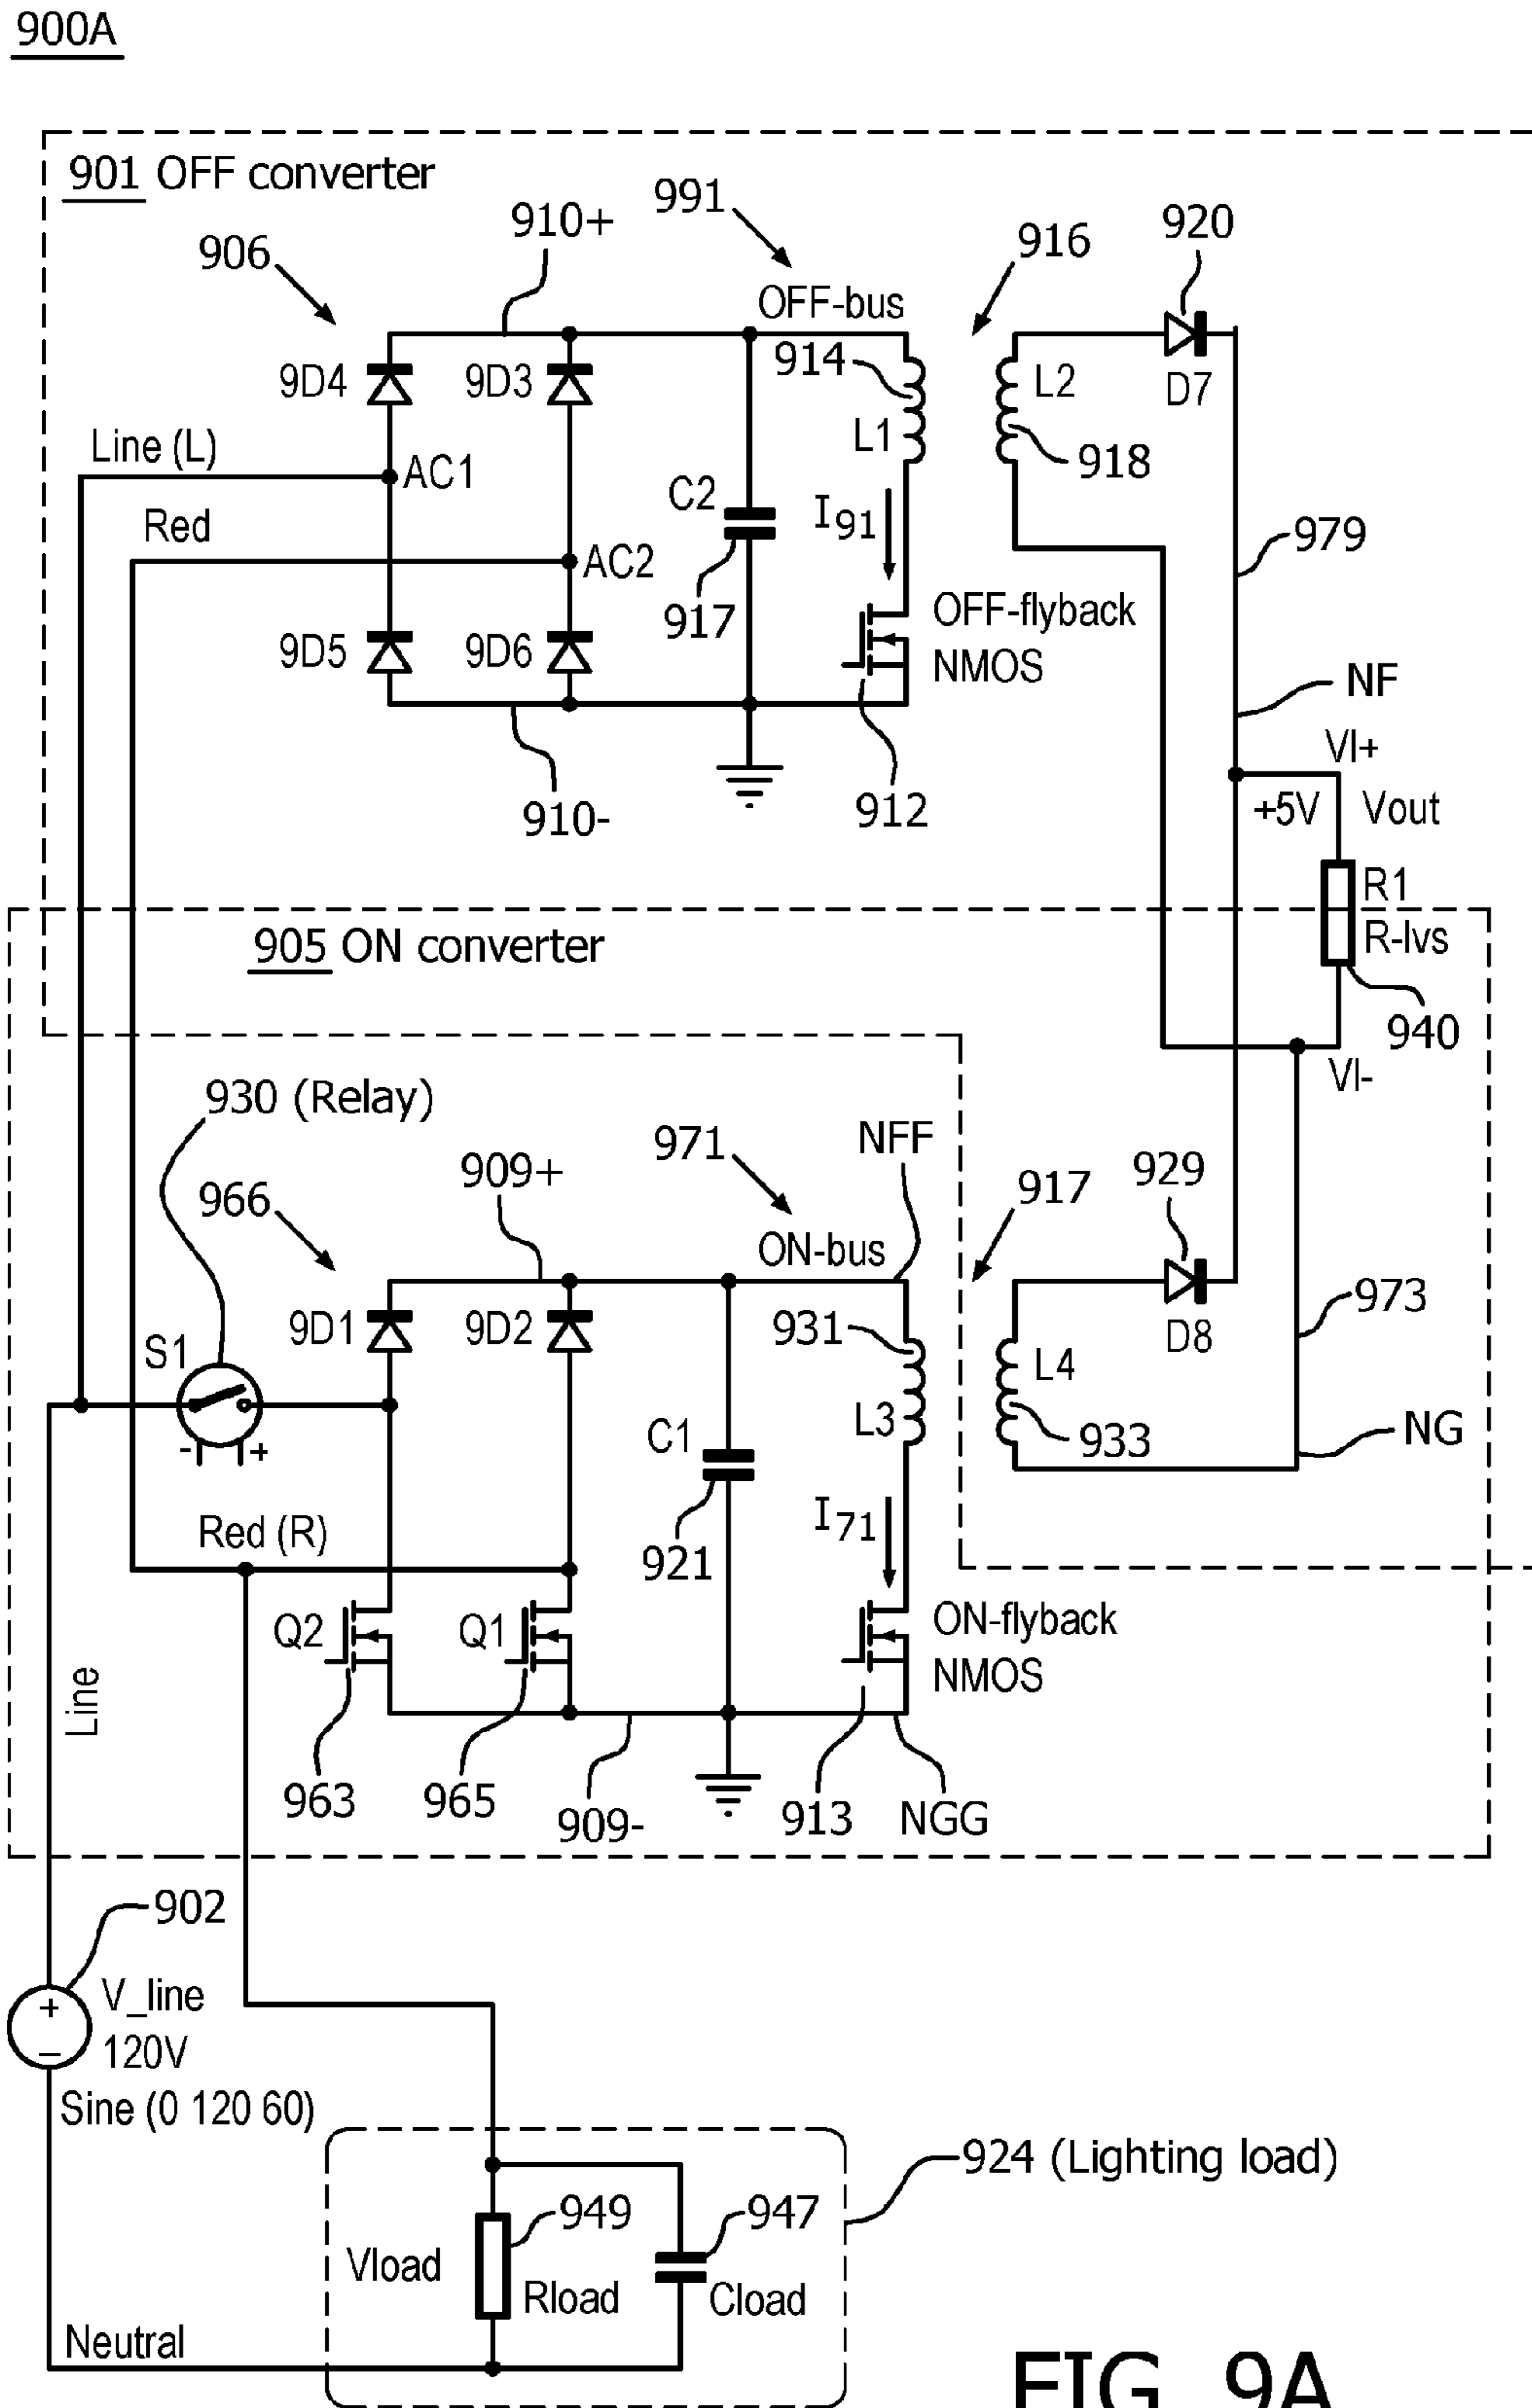 900A
901 OFF converter
906
910+
991
916
920
OFF-bus
914
9D4
9D3
L1
L2
D7
918
Line (L)
AC1
Red
AC2
C2
917
I91
979
9D5
9D6
OFF-flyback
NMOS
NF
910-
912
VI+
+5V
Vout
R1
R-lvs
940
VI-
905 ON converter
930 (Relay)
966
909+
971
NFF
917
929
ON-bus
931
9D1
9D2
S1
- +
L3
L4
D8
973
933
NG
C1
921
I71
Red (R)
Q2
Q1
ON-flyback
NMOS
Line
963
965
909-
913
NGG
902
+
V_line
120V
–
Sine (0 120 60)
924 (Lighting load)
949
947
Vload
Rload
Cload
Neutral
FIG. 9A